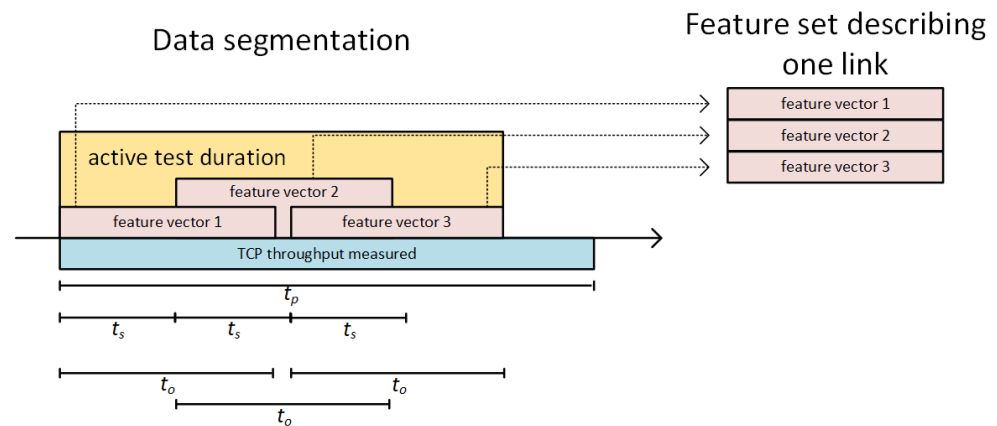 Data segmentation
Feature set describing
one link
feature vector 1
feature vector 2
feature vector 3
active test duration
feature vector 2
feature vector 1
feature vector 3
TCP throughput measured
tp
ts
ts
ts
to
to
to